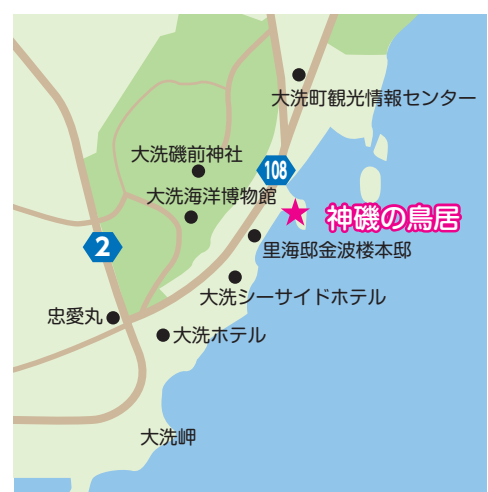 大洗町観光情報センター
大洗磯前神社
108
大洗海洋博物館
神磯の鳥居
2
里海邸金波楼本邸
大洗シーサイドホテル
忠愛丸
大洗ホテル
大洗岬